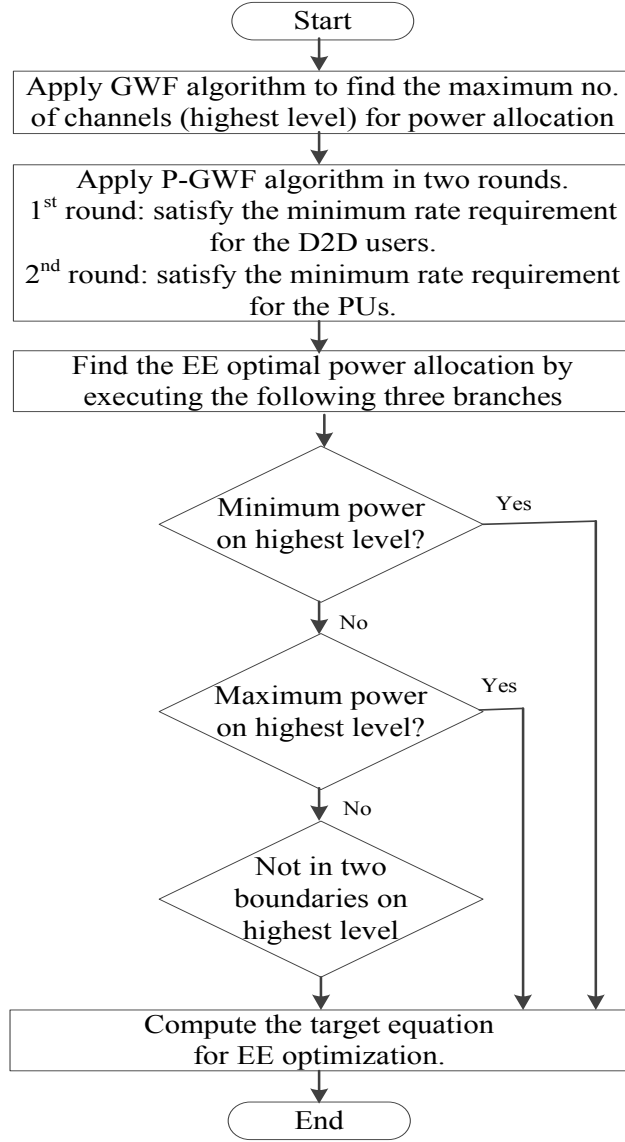 Start
Apply GWF algorithm to find the maximum no.
of channels (highest level) for power allocation
Apply P-GWF algorithm in two rounds.
1st round: satisfy the minimum rate requirement
for the D2D users.
2nd round: satisfy the minimum rate requirement
for the PUs.
Find the EE optimal power allocation by
executing the following three branches
Minimum power
on highest level?
Yes
No
Maximum power
on highest level?
Yes
No
Not in two
boundaries on
highest level
Compute the target equation
for EE optimization.
End